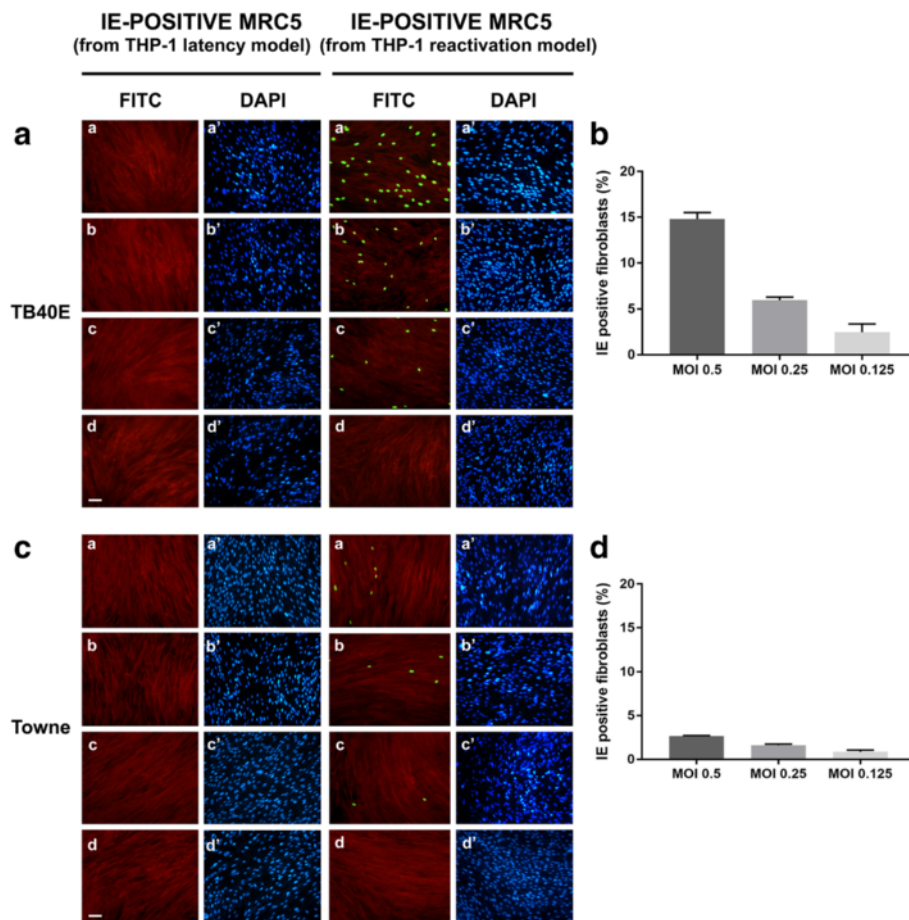 IE-POSITIVE MRC5 IE-POSITIVE MRC5
(from THP-1 latency model) (from THP-1 reactivation model)
FITC DAPI FITC DAPI
a
a a' a a'
b b' b b'
TB40E
c c' c c'
d d' d d'
b
20
15
10
5
0
IE positive fibroblasts (%)
MOI 0.5 MOI 0.25 MOI 0.125
c
a a' a a'
b b' b b'
Towne
c c' c c'
d d' d d'
d
20
15
10
5
0
IE positive fibroblasts (%)
MOI 0.5 MOI 0.25 MOI 0.125